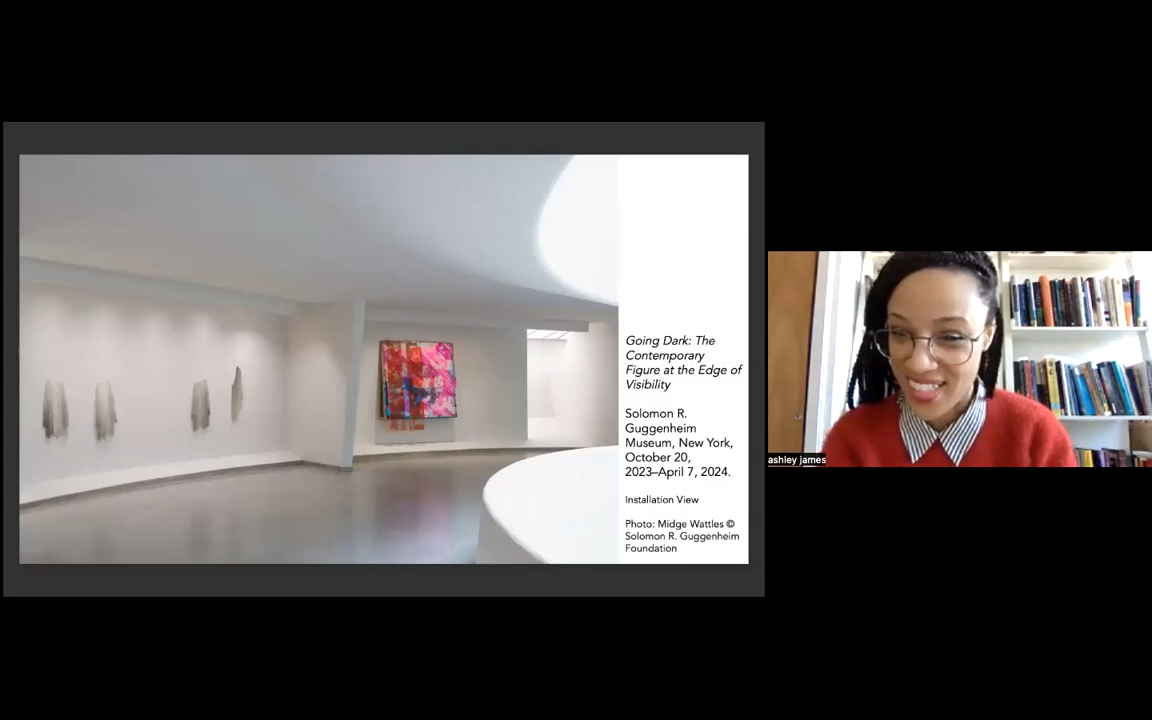 Going Dark: The
Contemporary
Figure at the Edge of
Visibility
Solomon R.
Guggenheim
Museum, New York,
October 20,
2023–April 7, 2024.
Installation View
Photo: Midge Wattles ©
Solomon R. Guggenheim
Foundation
ashley james